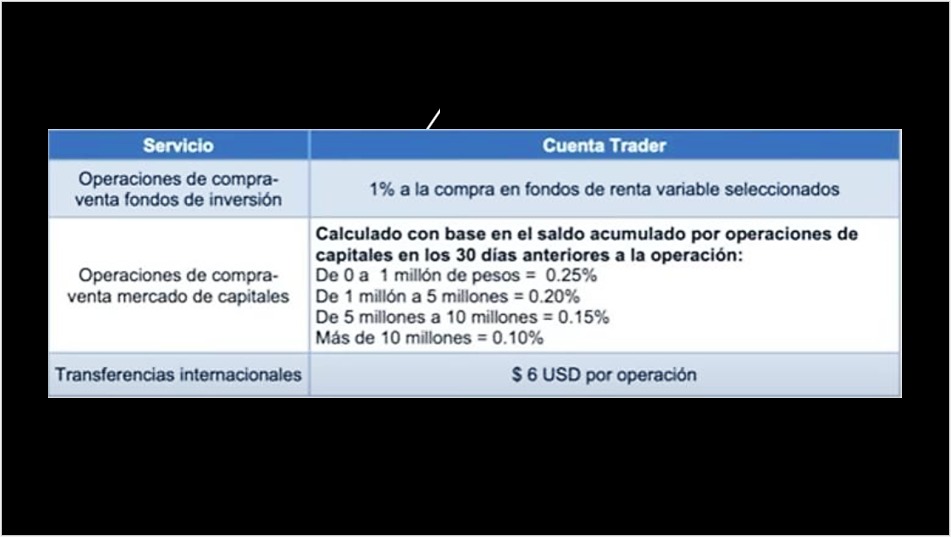 Servicio
Cuenta Trader
Operaciones de compra-
venta fondos de inversión
1% a la compra en fondos de renta variable seleccionados
Operaciones de compra-
venta mercado de capitales
Calculado con base en el saldo acumulado por operaciones de
capitales en los 30 días anteriores a la operación:
De 0 a 1 millón de pesos = 0.25%
De 1 millón a 5 millones = 0.20%
De 5 millones a 10 millones = 0.15%
Más de 10 millones = 0.10%
Transferencias internacionales
$ 6 USD por operación